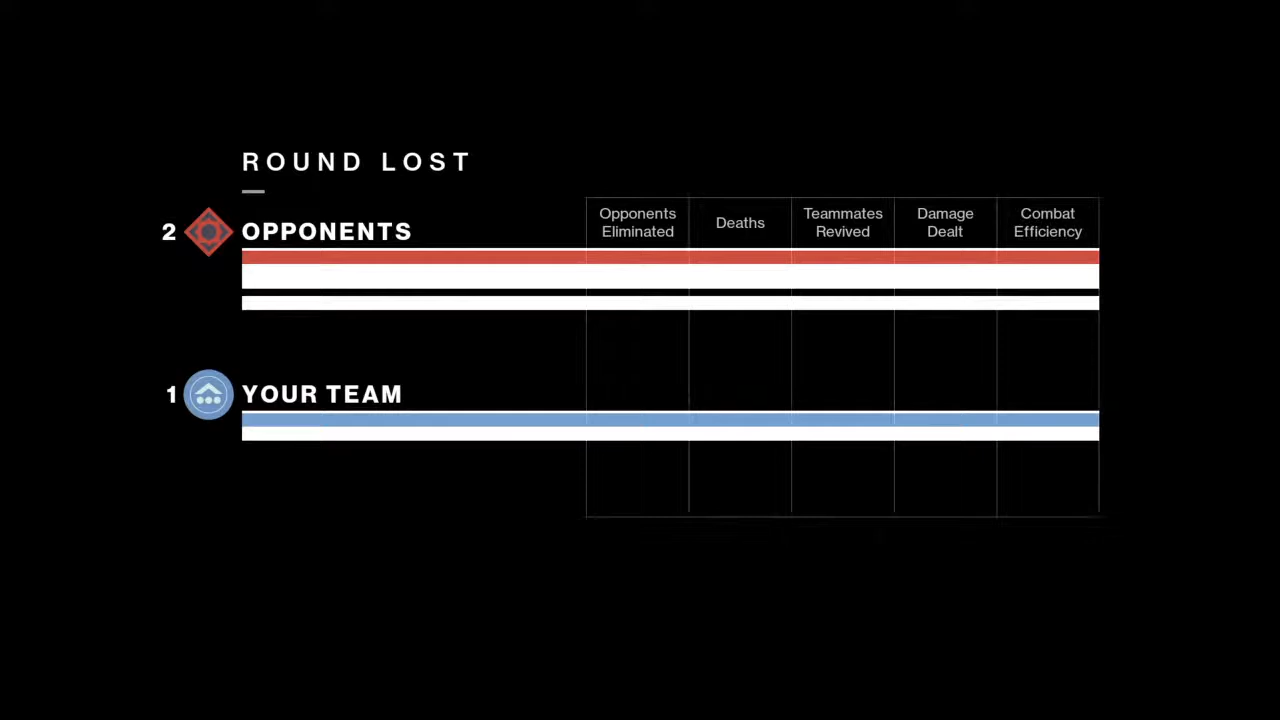 ROUND LOST
2 OPPONENTS
Opponents Eliminated
Deaths
Teammates Revived
Damage Dealt
Combat Efficiency
1 YOUR TEAM